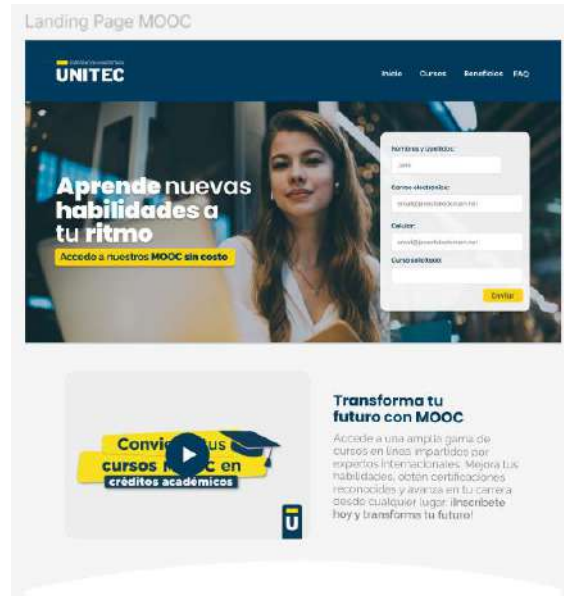 Landing Page MOOC
UNITEC
Inicio Cursos Beneficios FAQ
Aprende nuevas
habilidades a
tu ritmo
Accede a nuestros MOOC sin costo
Nombres y apellidos:
Correo electrónico:
Celular:
Curso solicitado:
Enviar
cursos MOOC en
créditos académicos
Transforma tu
futuro con MOOC
Accede a una amplia gama de
cursos en línea impartidos por
expertos internacionales. Mejora tus
habilidades, obtén certificaciones
reconocidas y avanza en tu carrera
desde cualquier lugar. ¡Inscríbete
hoy y transforma tu futuro!